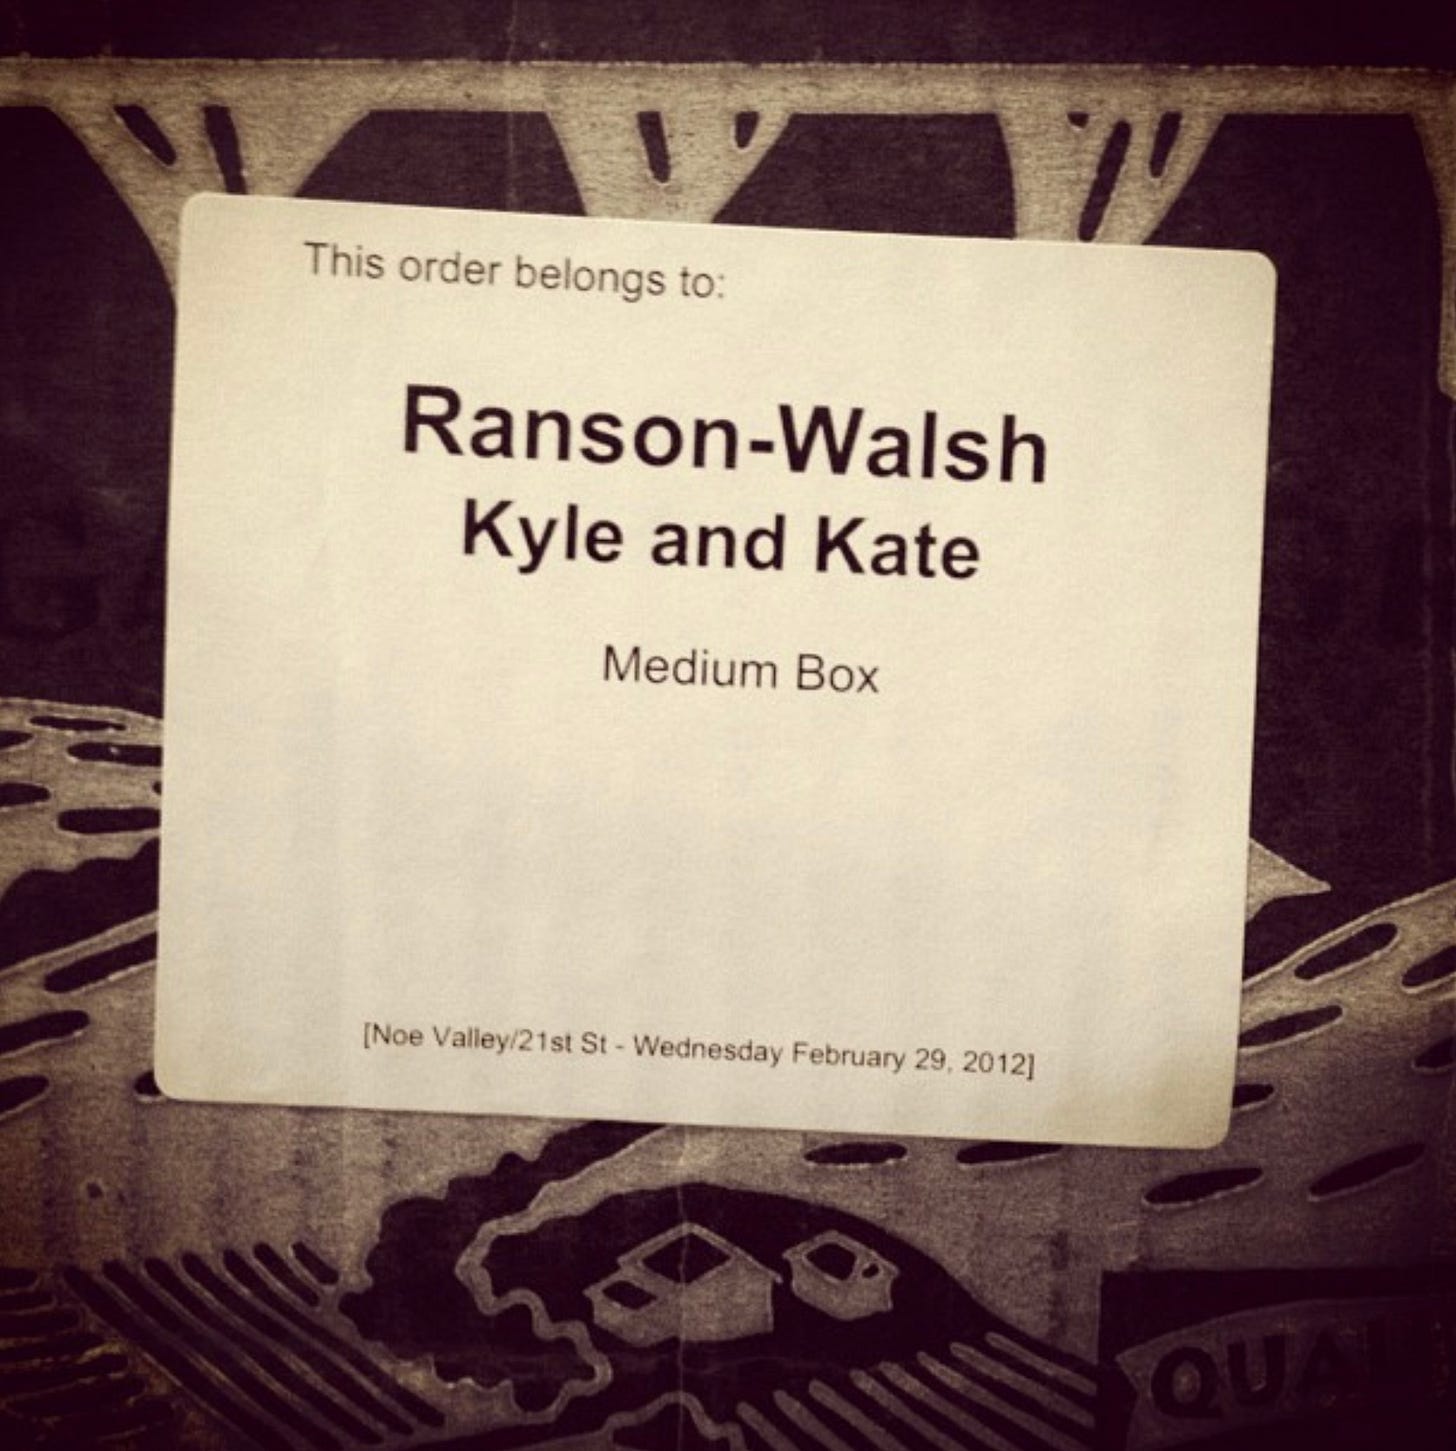 This order belongs to:
Ranson-Walsh
Kyle and Kate
Medium Box
[Noe Valley/21st St - Wednesday February 29, 2012]